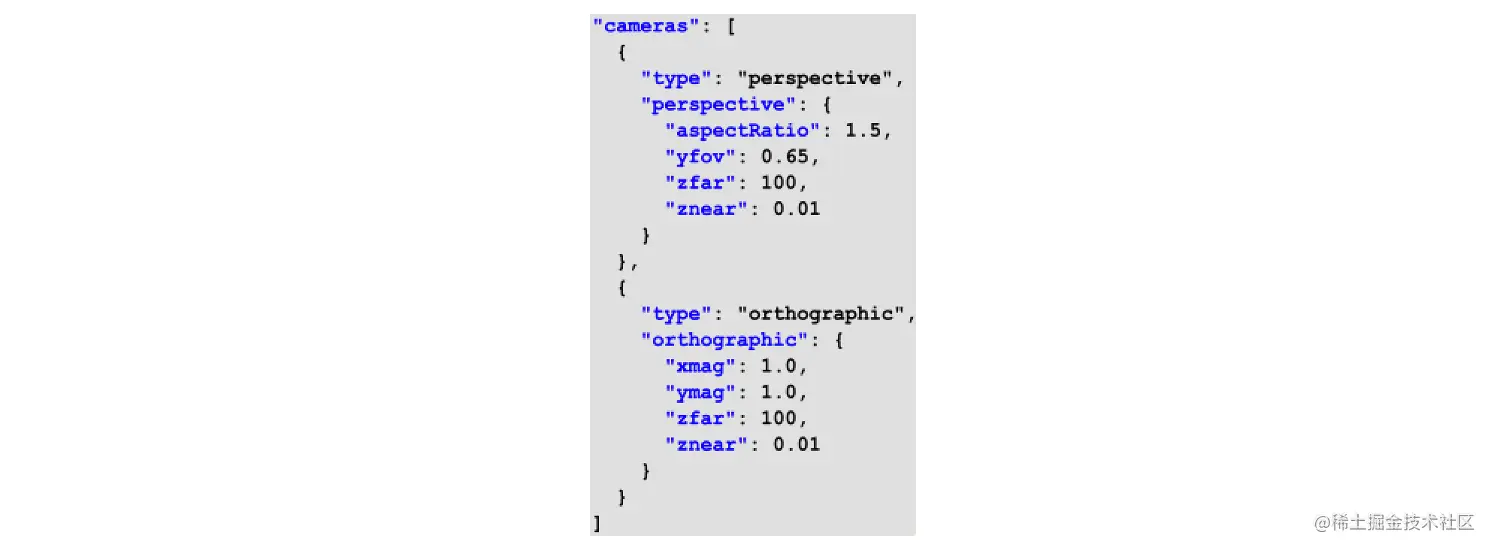 "cameras": [
  {
    "type": "perspective",
    "perspective": {
      "aspectRatio": 1.5,
      "yfov": 0.65,
      "zfar": 100,
      "znear": 0.01
    }
  },
  {
    "type": "orthographic",
    "orthographic": {
      "xmag": 1.0,
      "ymag": 1.0,
      "zfar": 100,
      "znear": 0.01
    }
  }
]
@稀土掘金技术社区